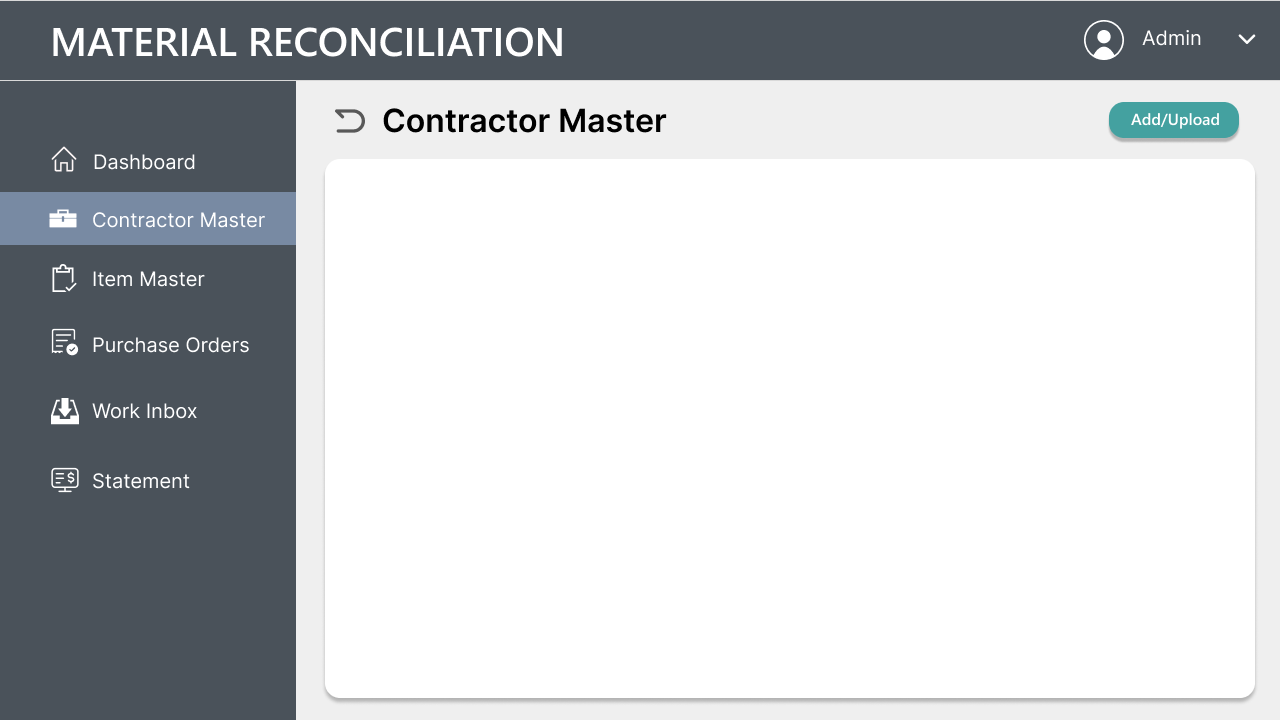 MATERIAL RECONCILIATION
Admin
Contractor Master
Add/Upload
Dashboard
Contractor Master
Item Master
Purchase Orders
Work Inbox
Statement